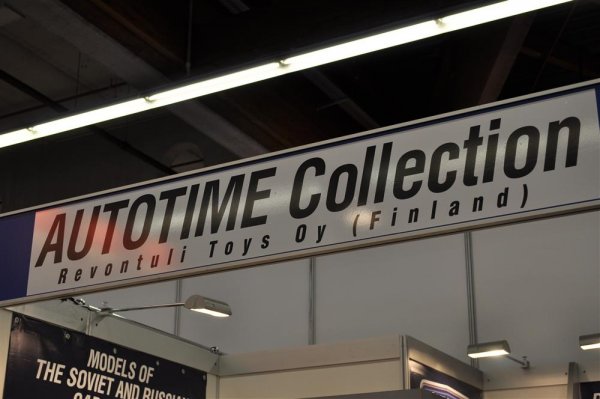 AUTOTIME Collection
Revontuli Toys Oy (Finland)
MODELS OF
THE SOVIET AND RUSSIAN